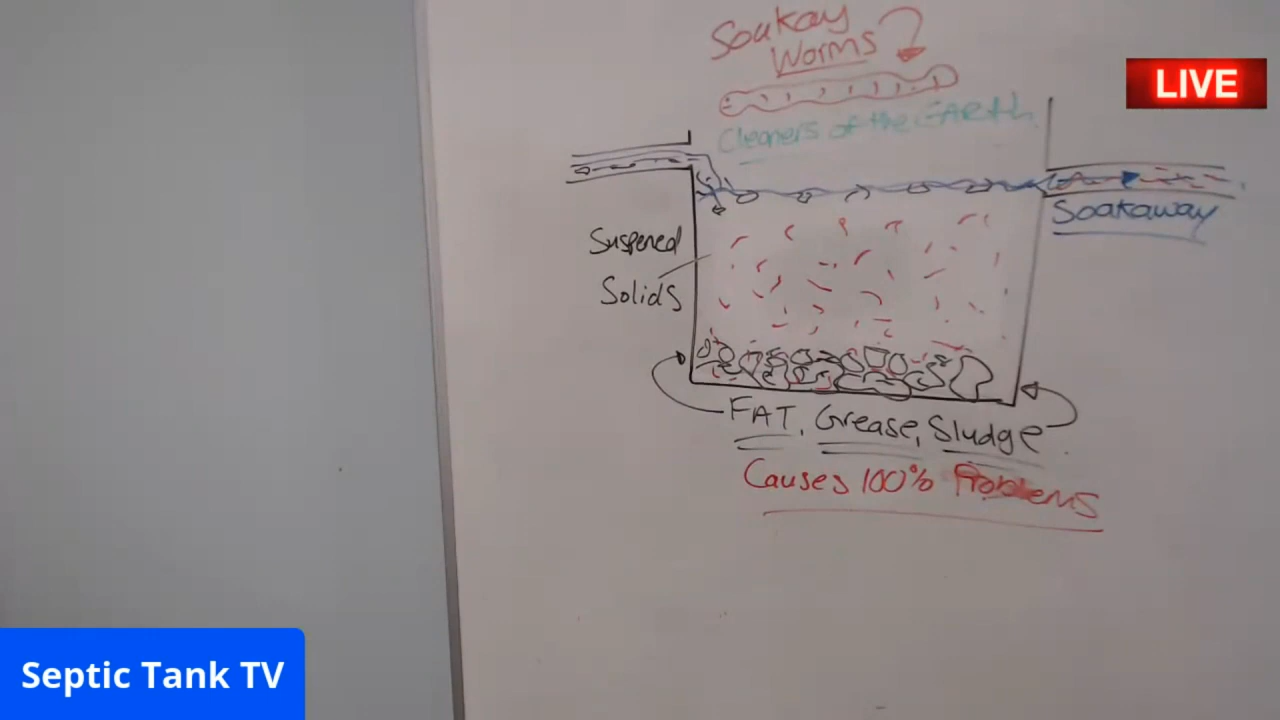 Soakay
Worms
LIVE
Cleaners of the EARth
Soakaway
Suspened
Solids
FAT, Grease, Sludge
Causes 100% Problems
Septic Tank TV